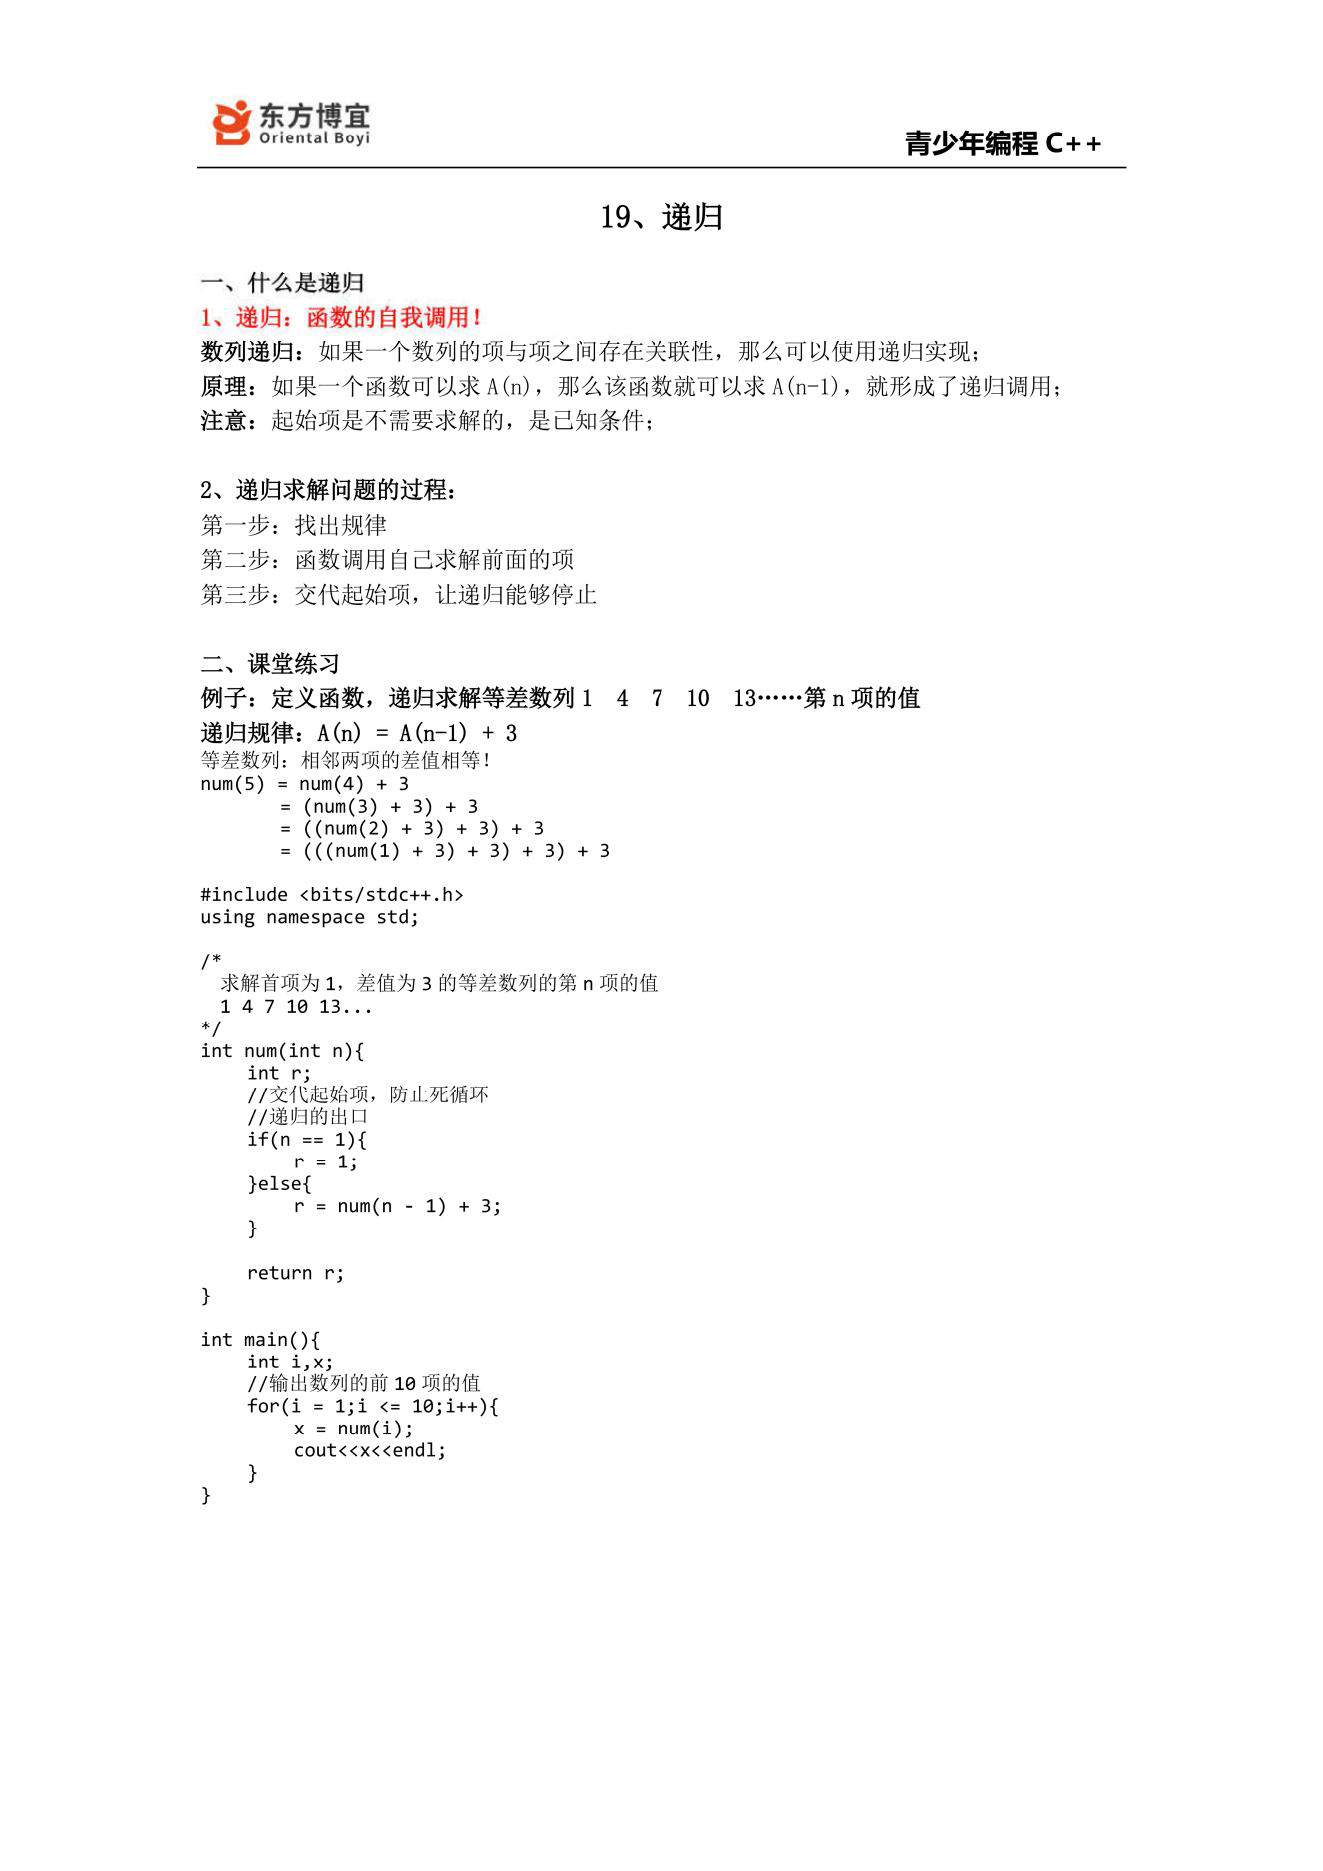 东方博宜
Oriental Boyi
青少年编程 C++
19、递归
一、什么是递归
1、递归：函数的自我调用！
数列递归：如果一个数列的项与项之间存在关联性，那么可以使用递归实现；
原理：如果一个函数可以求 A(n)，那么该函数就可以求 A(n-1)，就形成了递归调用；
注意：起始项是不需要求解的，是已知条件；
2、递归求解问题的过程：
第一步：找出规律
第二步：函数调用自己求解前面的项
第三步：交代起始项，让递归能够停止
二、课堂练习
例子：定义函数，递归求解等差数列 1 4 7 10 13……第 n 项的值
递归规律：A(n) = A(n-1) + 3
等差数列：相邻两项的差值相等！
num(5) = num(4) + 3
= (num(3) + 3) + 3
= ((num(2) + 3) + 3) + 3
= (((num(1) + 3) + 3) + 3) + 3
#include <bits/stdc++.h>
using namespace std;
/*
求解首项为 1，差值为 3 的等差数列的第 n 项的值
1 4 7 10 13...
*/
int num(int n){
int r;
//交代起始项，防止死循环
//递归的出口
if(n == 1){
r = 1;
}else{
r = num(n - 1) + 3;
}
return r;
}
int main(){
int i,x;
//输出数列的前 10 项的值
for(i = 1;i <= 10;i++){
x = num(i);
cout<<x<<endl;
}
}